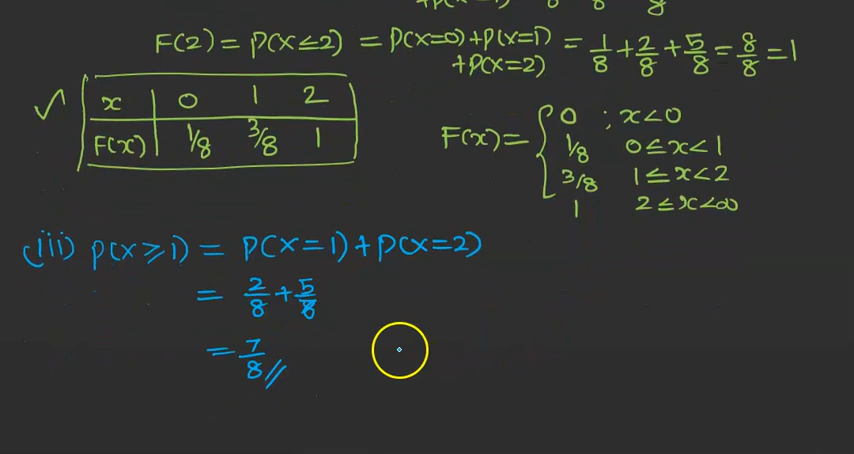 F(2) = P(X≤2) = P(X=0)+P(X=1) = 1/8 + 2/8 + 5/8 = 8/8 = 1
+P(X=2)
x 0 1 2
F(x) 1/8 3/8 1
F(x) = { 0 ; x<0
1/8 0≤x<1
3/8 1≤x<2
1 2≤x<∞
(iii) P(X≥1) = P(X=1)+P(X=2)
= 2/8 + 5/8
= 7/8 //